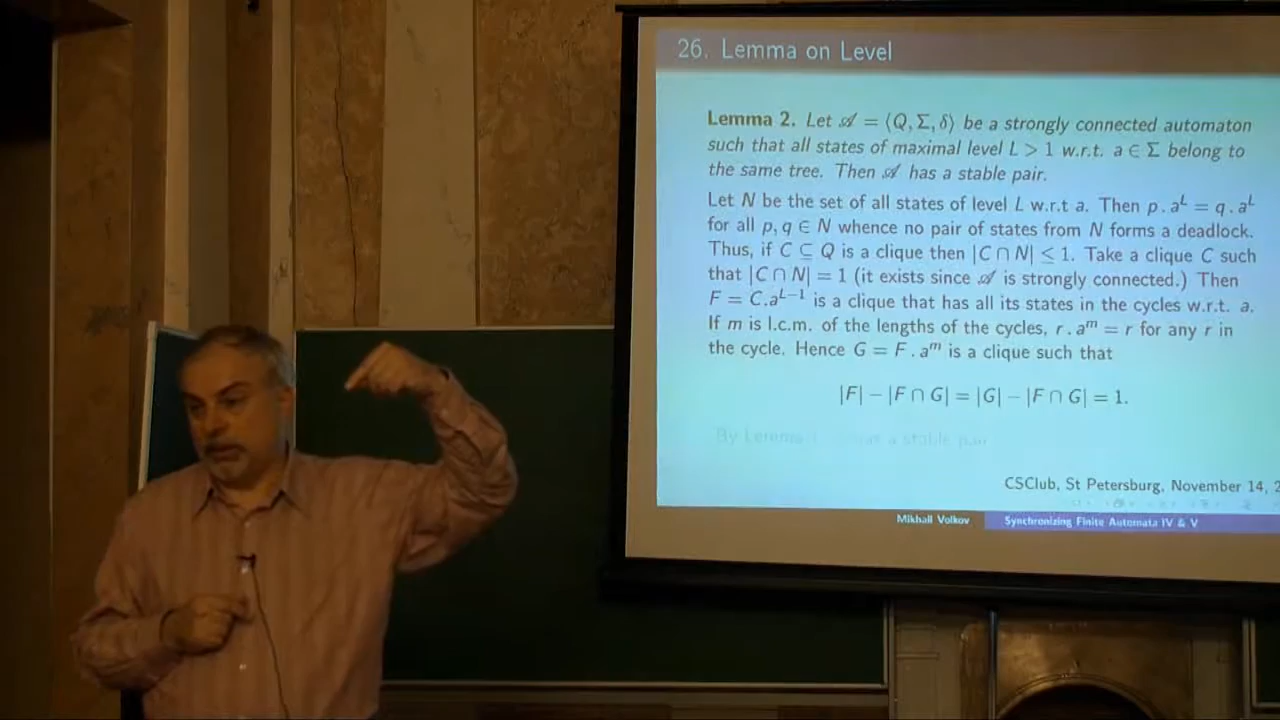 26. Lemma on Level
Lemma 2. Let 𝒜 = ⟨Q, Σ, δ⟩ be a strongly connected automaton
such that all states of maximal level L > 1 w.r.t. a ∈ Σ belong to
the same tree. Then 𝒜 has a stable pair.
Let N be the set of all states of level L w.r.t a. Then p . a^L = q . a^L
for all p, q ∈ N whence no pair of states from N forms a deadlock.
Thus, if C ⊆ Q is a clique then |C ∩ N| ≤ 1. Take a clique C such
that |C ∩ N| = 1 (it exists since 𝒜 is strongly connected.) Then
F = C.a^{L−1} is a clique that has all its states in the cycles w.r.t. a.
If m is l.c.m. of the lengths of the cycles, r . a^m = r for any r in
the cycle. Hence G = F . a^m is a clique such that
|F| − |F ∩ G| = |G| − |F ∩ G| = 1.
By Lemma a stable pair
CSClub, St Petersburg, November 14, 2
Mikhail Volkov Synchronizing Finite Automata IV & V